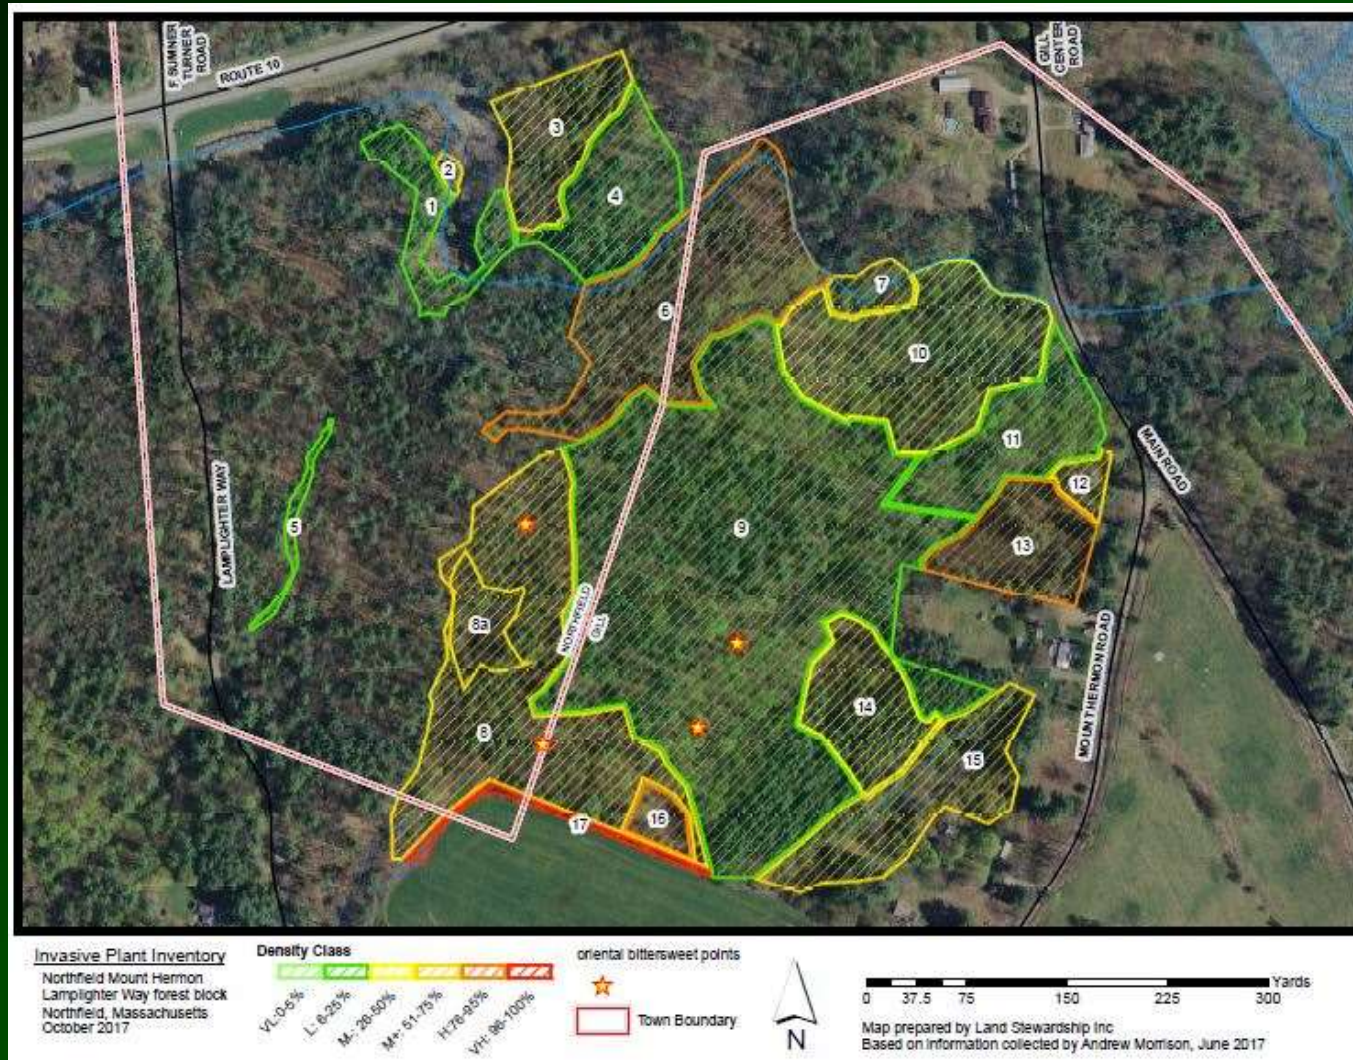 F SUMNER
TURNER
ROAD
ROUTE 10
GILL
CENTER
ROAD
3
2
4
1
6
7
10
11
MAIN ROAD
12
LAMPLIGHTER WAY
5
9
13
NORTHFIELD
GILL
8a
MOUNT HERMON ROAD
14
8
15
16
17
Invasive Plant Inventory
Northfield Mount Hermon
Lamplighter Way forest block
Northfield, Massachusetts
October 2017
Density Class
VL: 0-5%
L: 6-25%
M-: 26-50%
M+: 51-75%
H: 76-95%
VH: 96-100%
oriental bittersweet points
Town Boundary
N
0 37.5 75 150 225 300 Yards
Map prepared by Land Stewardship Inc
Based on information collected by Andrew Morrison, June 2017